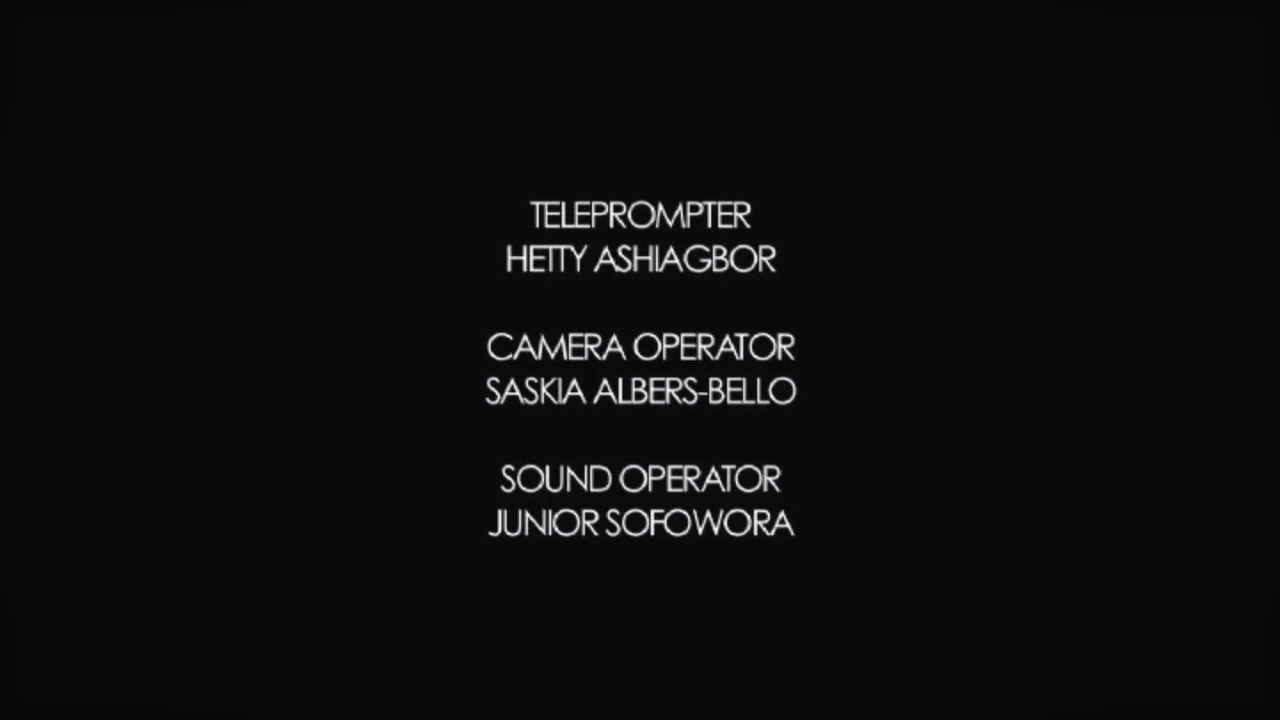 TELEPROMPTER
HETTY ASHIAGBOR
CAMERA OPERATOR
SASKIA ALBERS-BELLO
SOUND OPERATOR
JUNIOR SOFOWORA